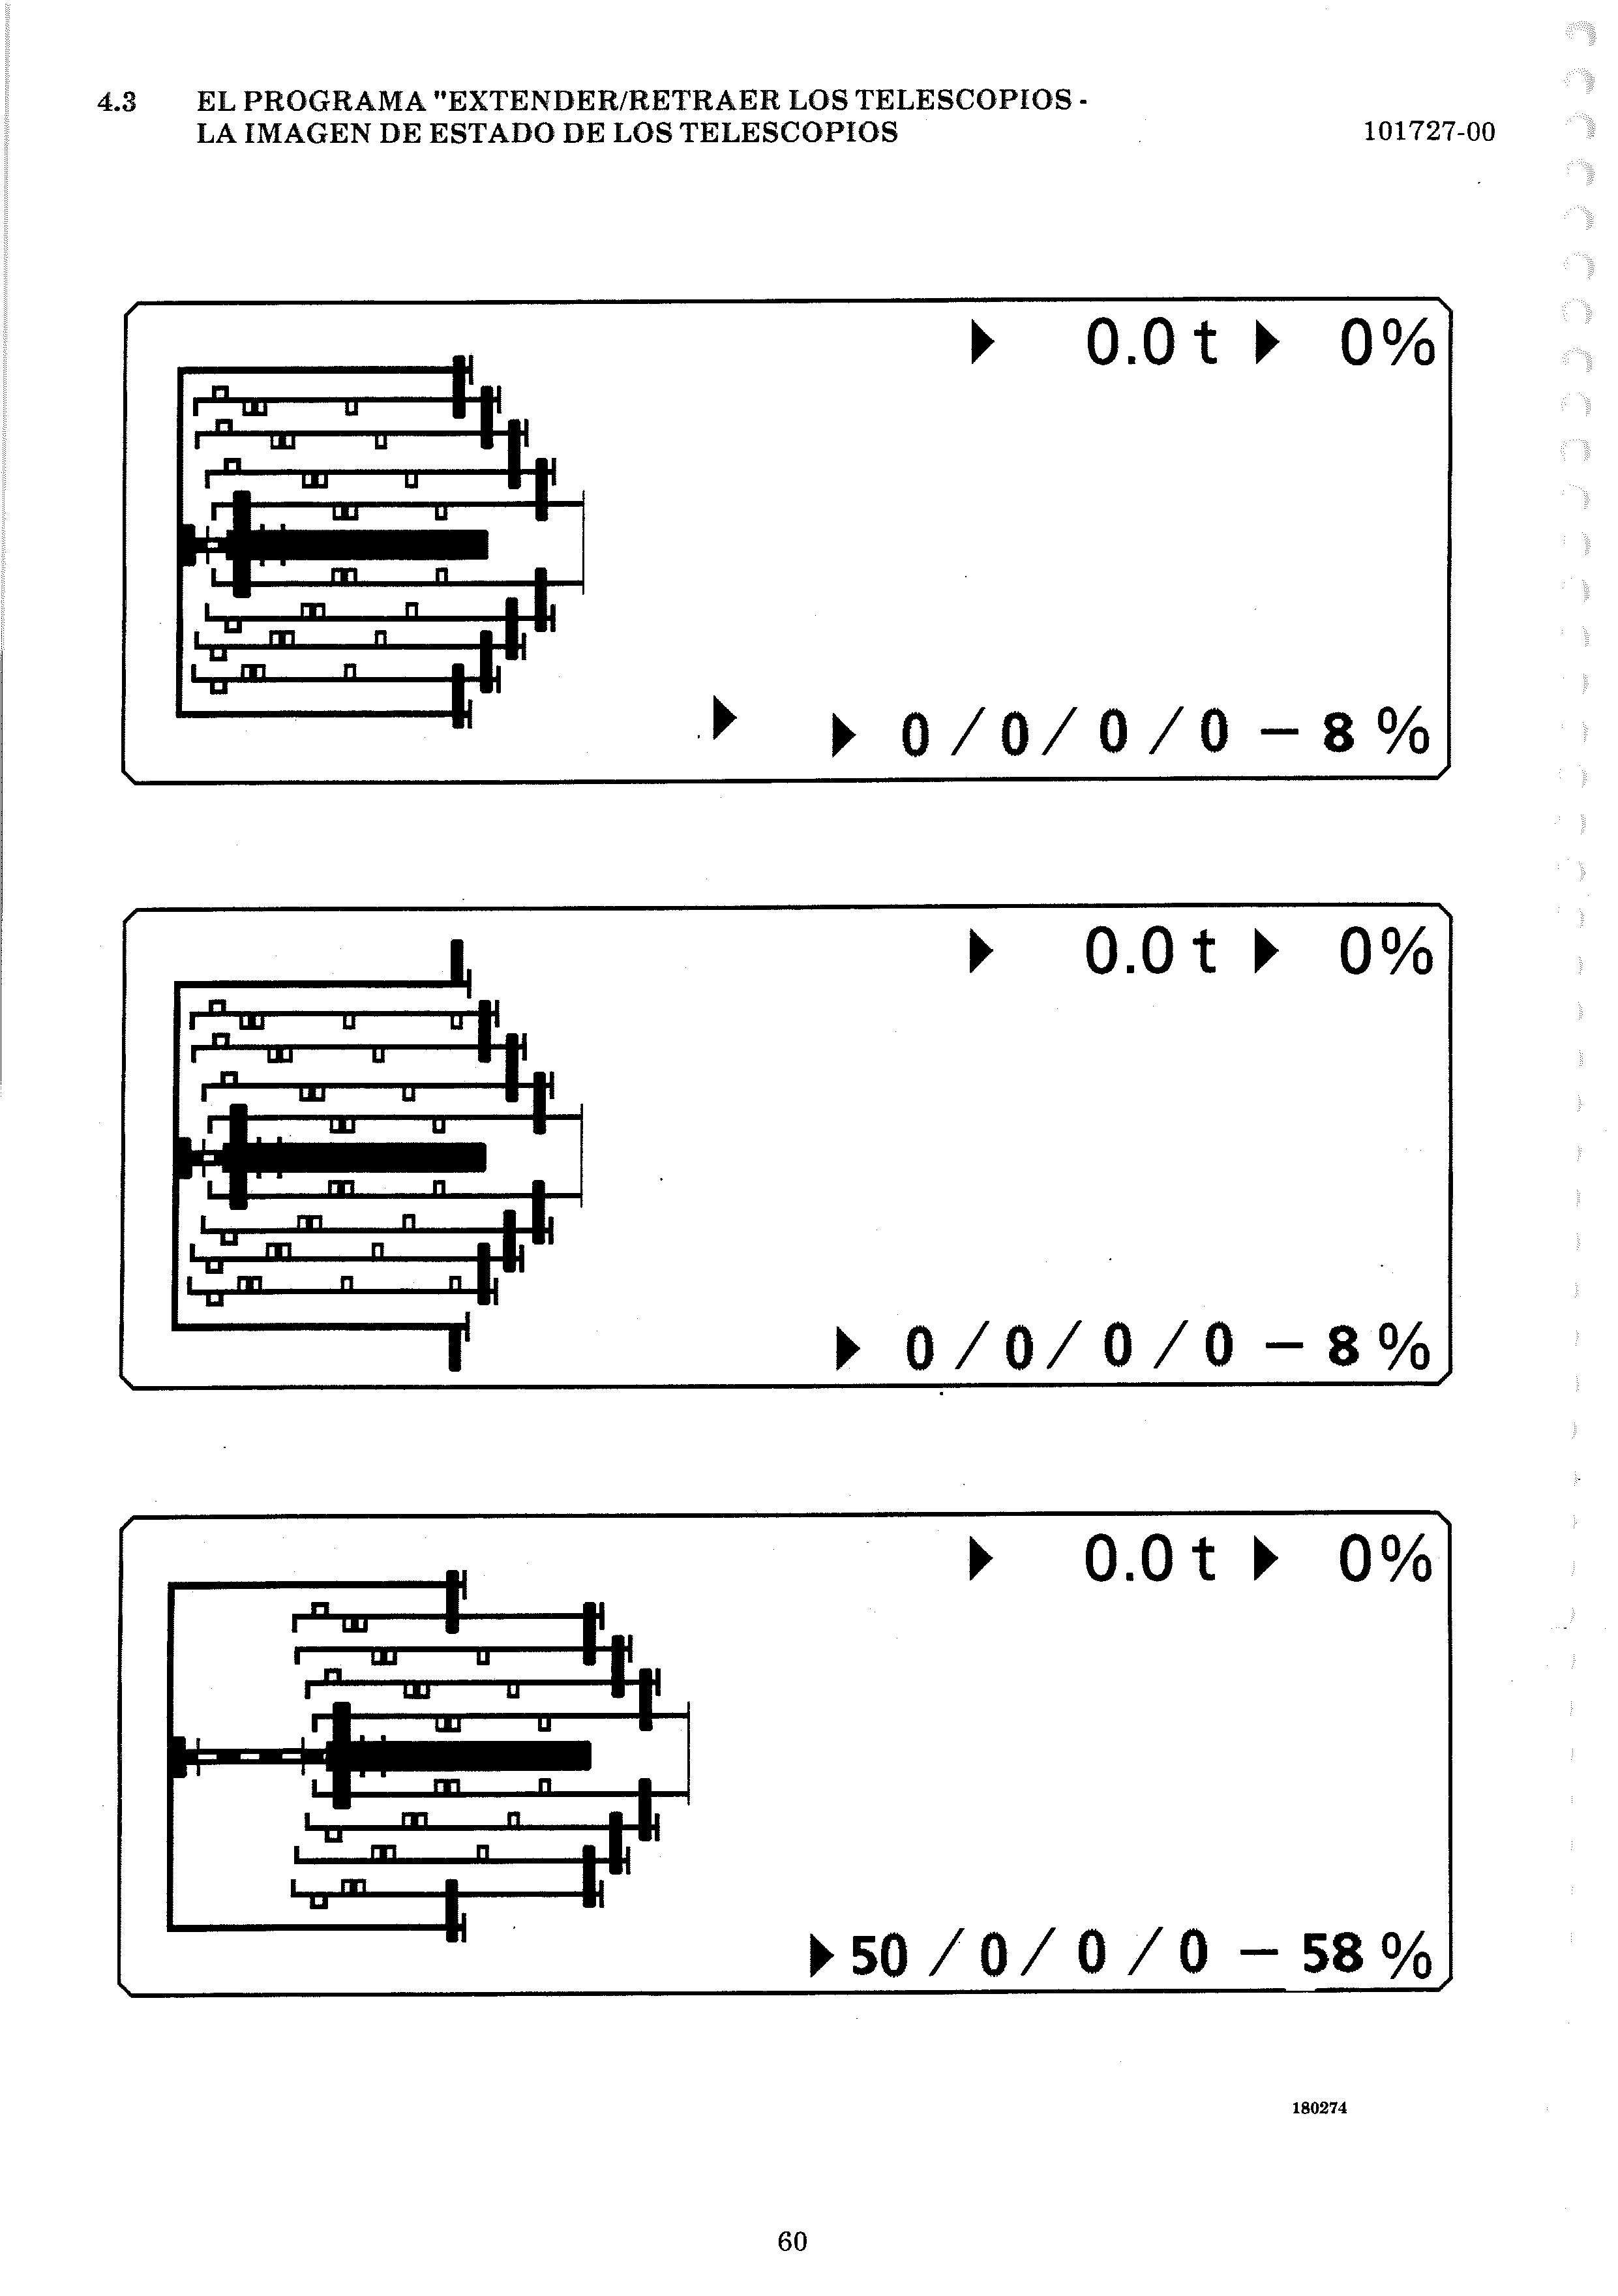 4.3 EL PROGRAMA "EXTENDER/RETRAER LOS TELESCOPIOS -
LA IMAGEN DE ESTADO DE LOS TELESCOPIOS 101727-00
0.0 t 0%
0 / 0 / 0 / 0 – 8 %
0.0 t 0%
0 / 0 / 0 / 0 – 8 %
0.0 t 0%
50 / 0 / 0 / 0 – 58 %
180274
60